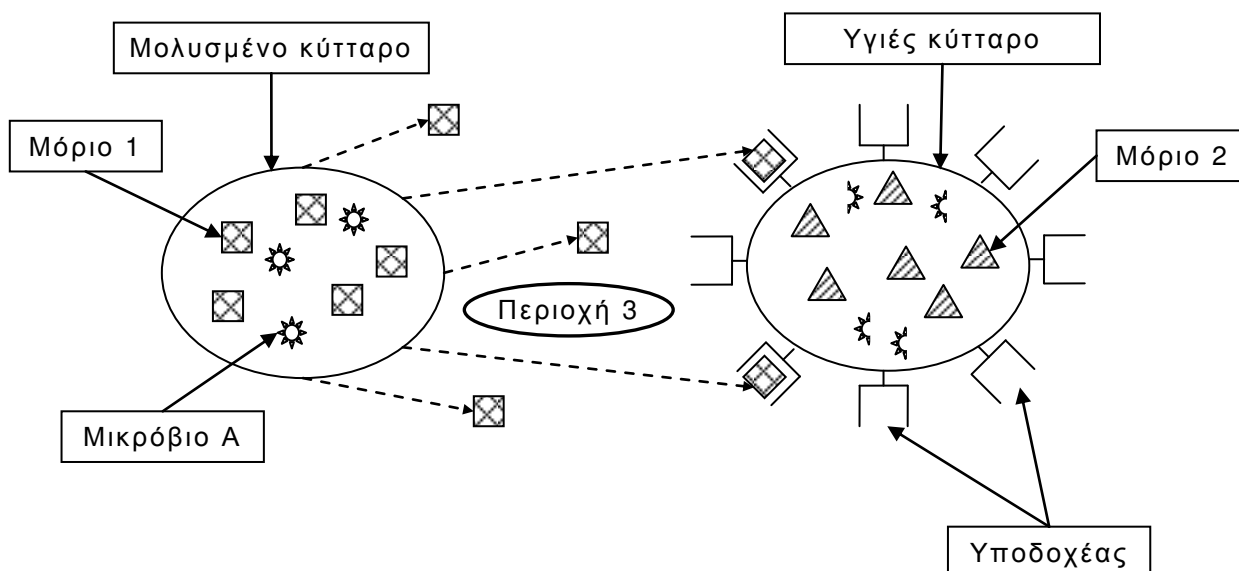 Μολυσμένο κύτταρο
Υγιές κύτταρο
Μόριο 1
Μόριο 2
Περιοχή 3
Μικρόβιο Α
Υποδοχέας